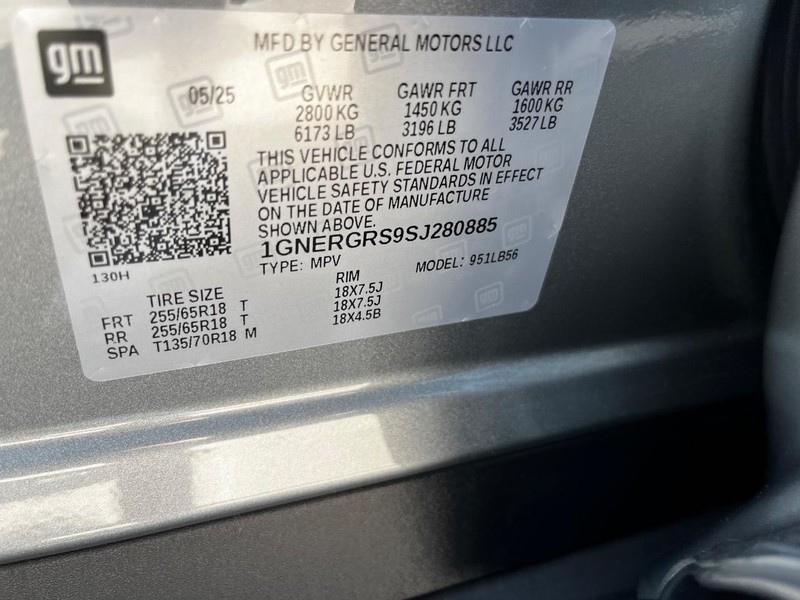 gm
MFD BY GENERAL MOTORS LLC
05/25 GVWR GAWR FRT GAWR RR
2800 KG 1450 KG 1600 KG
6173 LB 3196 LB 3527 LB
THIS VEHICLE CONFORMS TO ALL
APPLICABLE U.S. FEDERAL MOTOR
VEHICLE SAFETY STANDARDS IN EFFECT
ON THE DATE OF MANUFACTURE
SHOWN ABOVE.
1GNERGRS9SJ280885
TYPE: MPV MODEL: 951LB56
130H
TIRE SIZE RIM
FRT 255/65R18 T 18X7.5J
RR 255/65R18 T 18X7.5J
SPA T135/70R18 M 18X4.5B